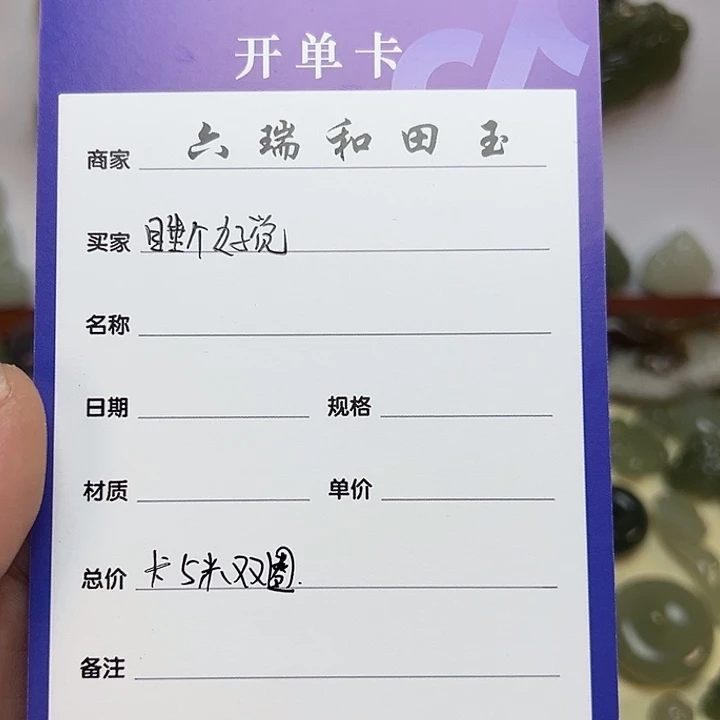 开单卡
商家 六瑞和田玉
买家 睡个好觉
名称
日期 规格
材质 单价
总价 卡5米双圈.
备注